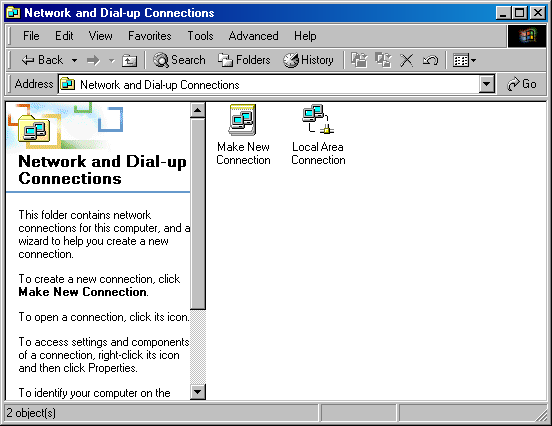 Network and Dial-up Connections
File Edit View Favorites Tools Advanced Help
Back Search Folders History
Address Network and Dial-up Connections Go
Network and Dial-up
Connections
This folder contains network
connections for this computer, and a
wizard to help you create a new
connection.
To create a new connection, click
Make New Connection.
To open a connection, click its icon.
To access settings and components
of a connection, right-click its icon
and then click Properties.
To identify your computer on the
Make New
Connection
Local Area
Connection
2 object(s)